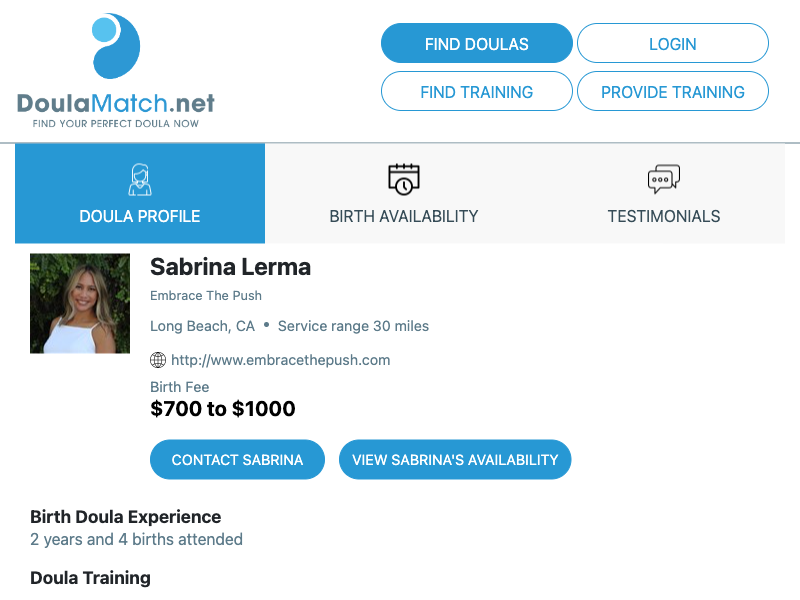 DoulaMatch.net
FIND YOUR PERFECT DOULA NOW
FIND DOULAS
LOGIN
FIND TRAINING
PROVIDE TRAINING
DOULA PROFILE
BIRTH AVAILABILITY
TESTIMONIALS
Sabrina Lerma
Embrace The Push
Long Beach, CA • Service range 30 miles
http://www.embracethepush.com
Birth Fee
$700 to $1000
CONTACT SABRINA
VIEW SABRINA'S AVAILABILITY
Birth Doula Experience
2 years and 4 births attended
Doula Training